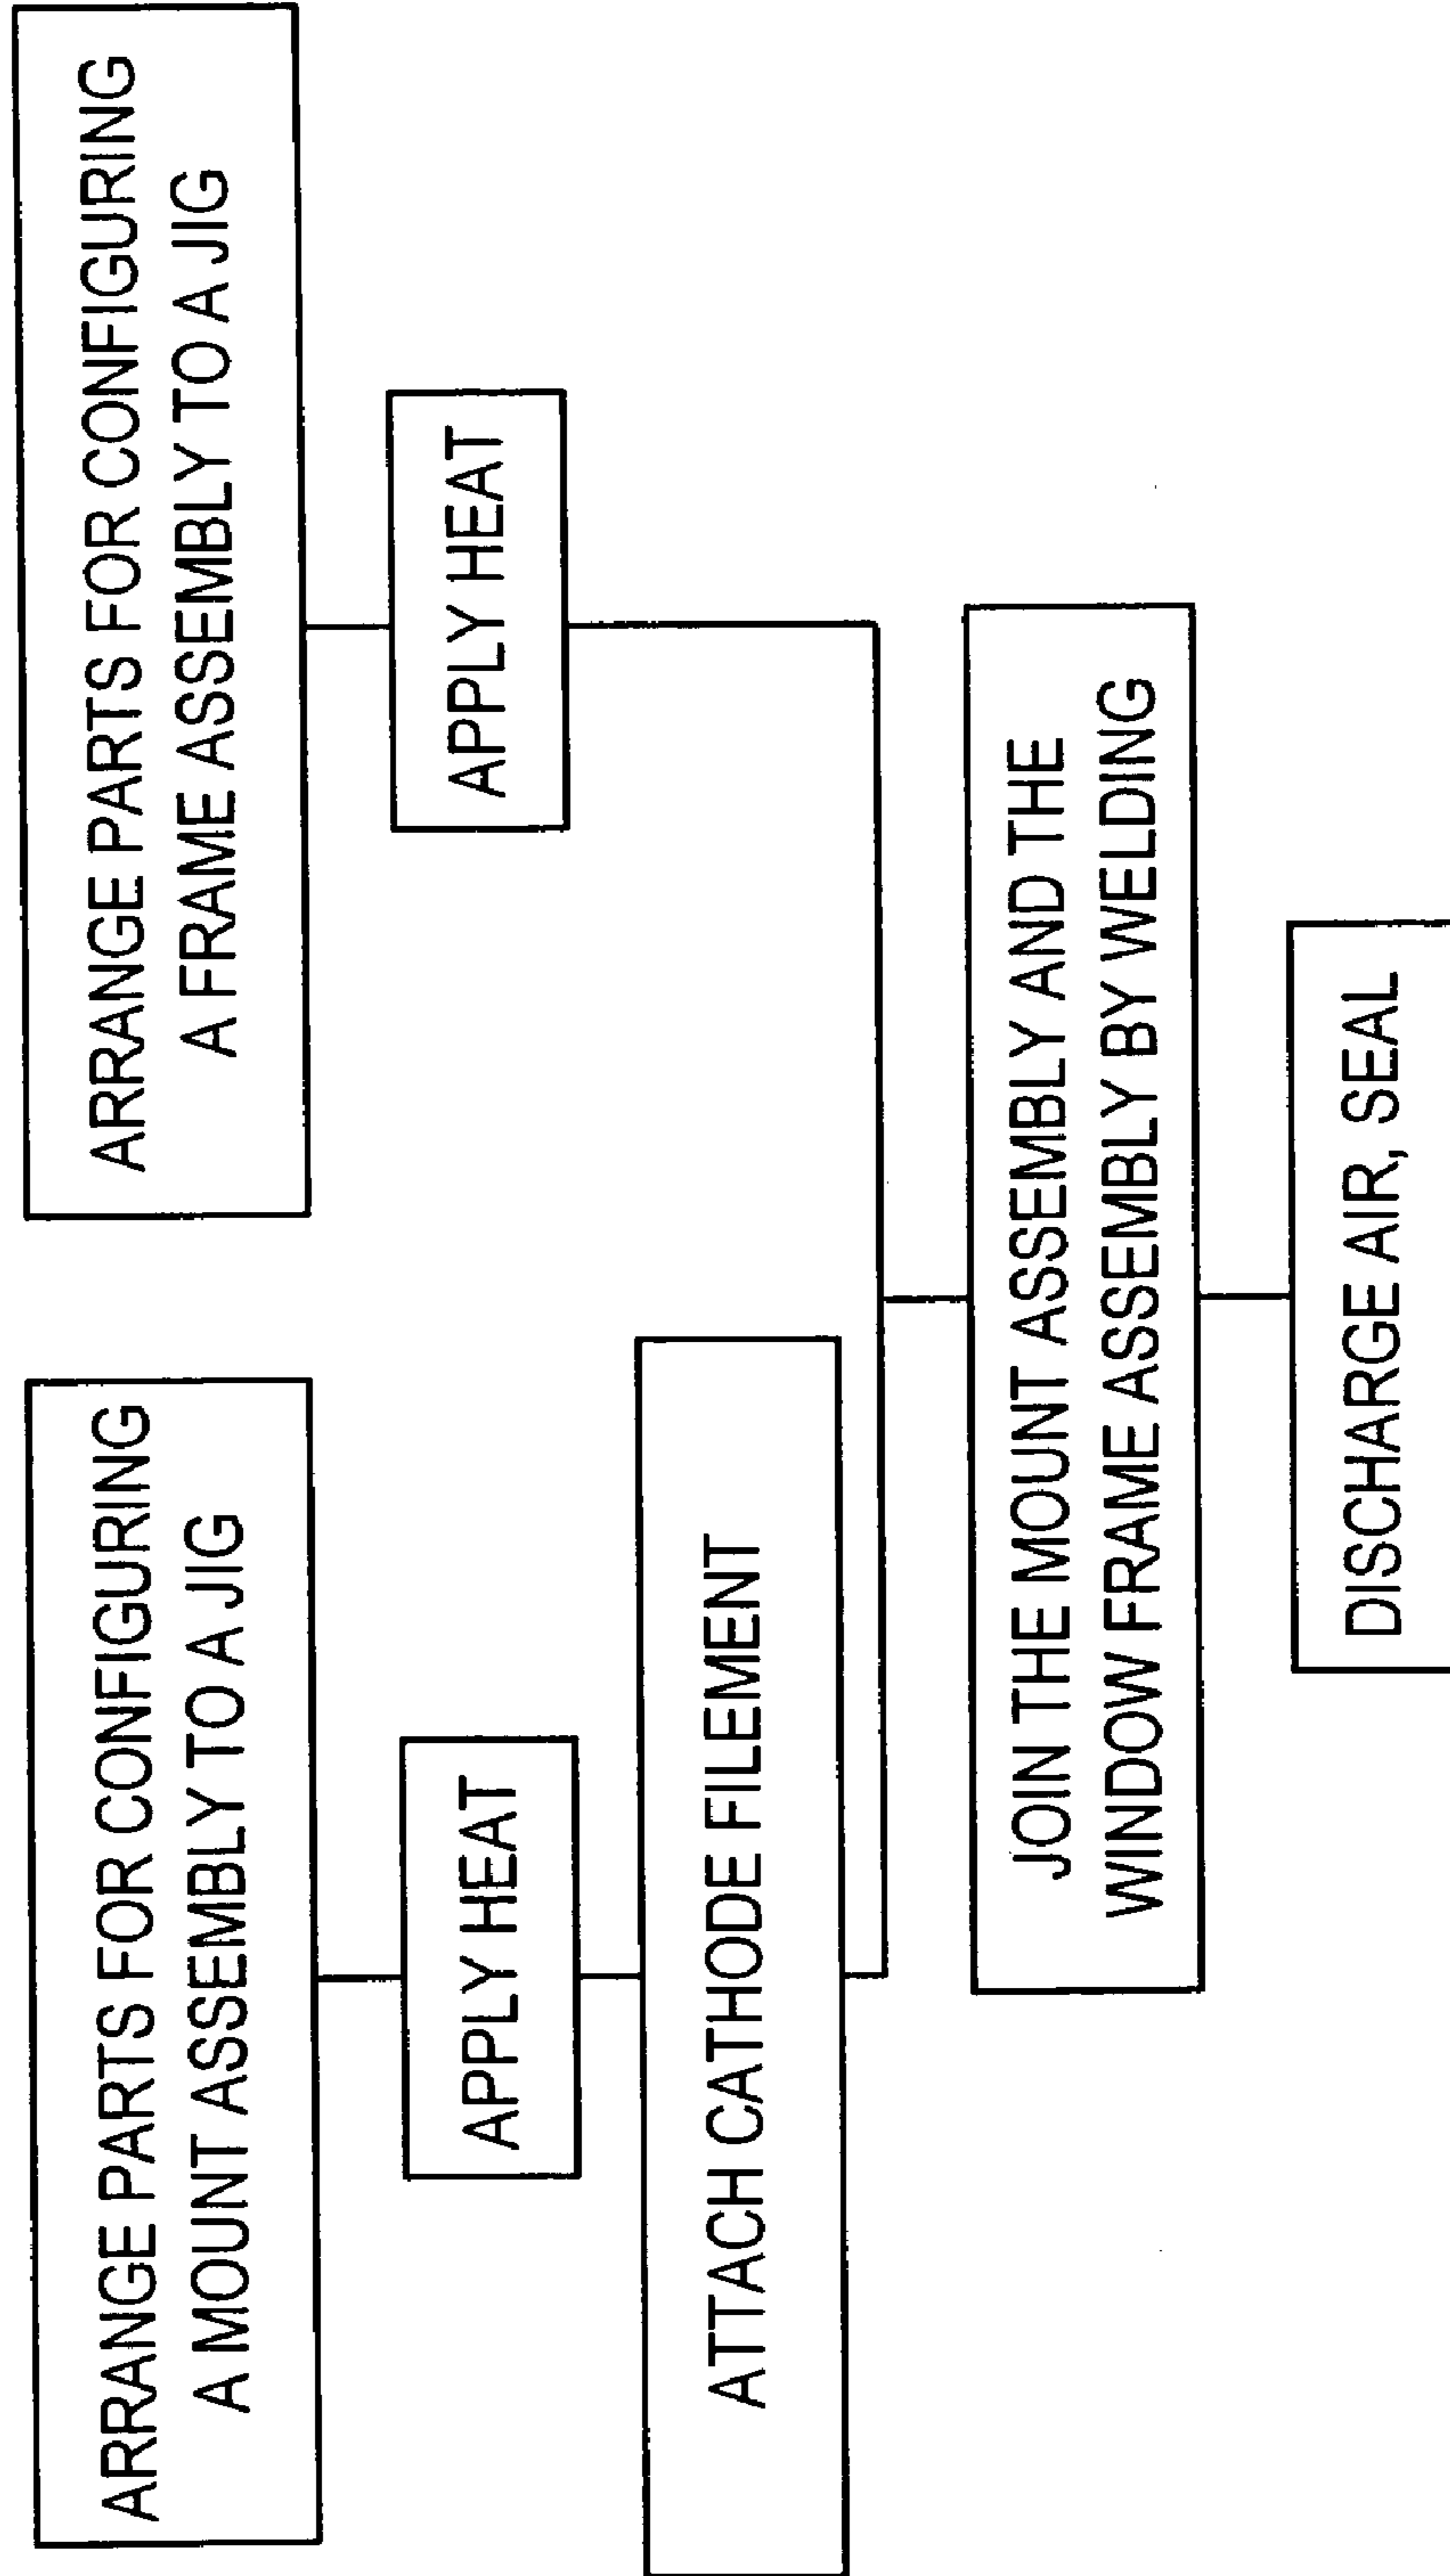 ARRANGE PARTS FOR CONFIGURING
A MOUNT ASSEMBLY TO A JIG
APPLY HEAT
ATTACH CATHODE FILEMENT
ARRANGE PARTS FOR CONFIGURING
A FRAME ASSEMBLY TO A JIG
APPLY HEAT
JOIN THE MOUNT ASSEMBLY AND THE
WINDOW FRAME ASSEMBLY BY WELDING
DISCHARGE AIR, SEAL